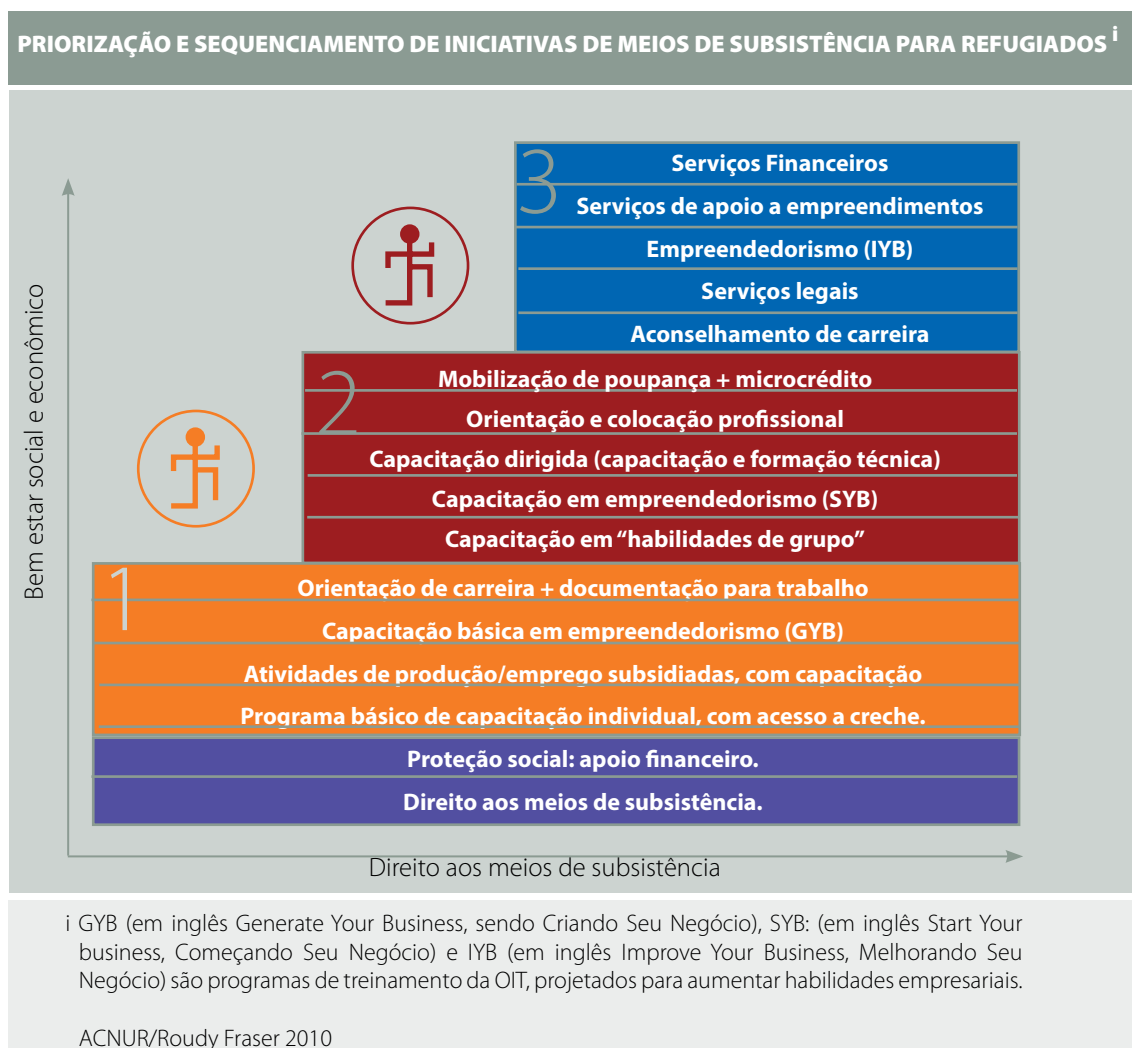 PRIORIZAÇÃO E SEQUENCIAMENTO DE INICIATIVAS DE MEIOS DE SUBSISTÊNCIA PARA REFUGIADOS i
3
Serviços Financeiros
Serviços de apoio a empreendimentos
Empreendedorismo (IYB)
Serviços legais
Aconselhamento de carreira
2
Mobilização de poupança + microcrédito
Orientação e colocação profissional
Capacitação dirigida (capacitação e formação técnica)
Capacitação em empreendedorismo (SYB)
Capacitação em “habilidades de grupo”
1
Orientação de carreira + documentação para trabalho
Capacitação básica em empreendedorismo (GYB)
Atividades de produção/emprego subsidiadas, com capacitação
Programa básico de capacitação individual, com acesso a creche.
Proteção social: apoio financeiro.
Direito aos meios de subsistência.
Bem estar social e econômico
Direito aos meios de subsistência
i GYB (em inglês Generate Your Business, sendo Criando Seu Negócio), SYB: (em inglês Start Your
business, Começando Seu Negócio) e IYB (em inglês Improve Your Business, Melhorando Seu
Negócio) são programas de treinamento da OIT, projetados para aumentar habilidades empresariais.
ACNUR/Roudy Fraser 2010